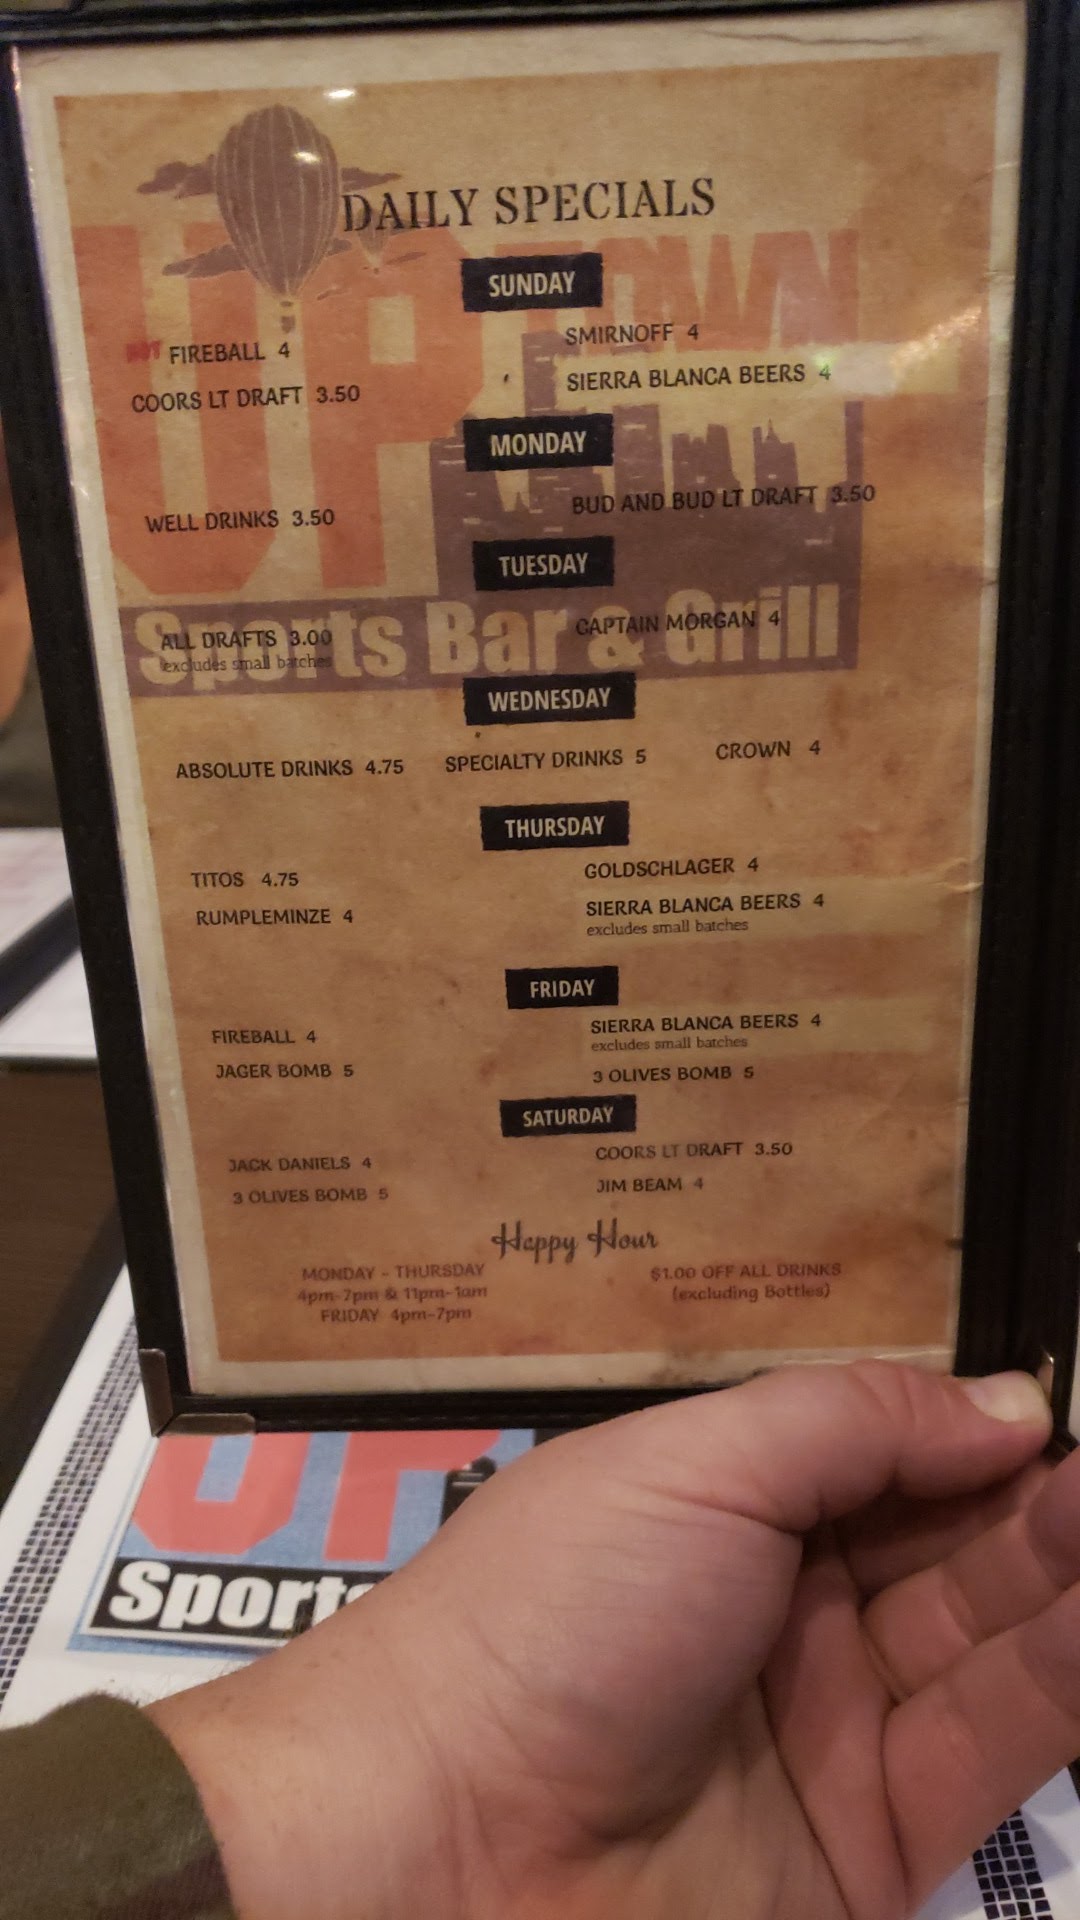 DAILY SPECIALS
UPTOWN
Sports Bar & Grill
SUNDAY
HOT FIREBALL 4
SMIRNOFF 4
COORS LT DRAFT 3.50
SIERRA BLANCA BEERS 4
MONDAY
WELL DRINKS 3.50
BUD AND BUD LT DRAFT 3.50
TUESDAY
ALL DRAFTS 3.00
excludes small batches
CAPTAIN MORGAN 4
WEDNESDAY
ABSOLUTE DRINKS 4.75
SPECIALTY DRINKS 5
CROWN 4
THURSDAY
TITOS 4.75
GOLDSCHLAGER 4
RUMPLEMINZE 4
SIERRA BLANCA BEERS 4
excludes small batches
FRIDAY
FIREBALL 4
SIERRA BLANCA BEERS 4
excludes small batches
JAGER BOMB 5
3 OLIVES BOMB 5
SATURDAY
JACK DANIELS 4
COORS LT DRAFT 3.50
3 OLIVES BOMB 5
JIM BEAM 4
Happy Hour
MONDAY - THURSDAY
4pm-7pm & 11pm-1am
FRIDAY 4pm-7pm
$1.00 OFF ALL DRINKS
(excluding Bottles)
UP
Sports